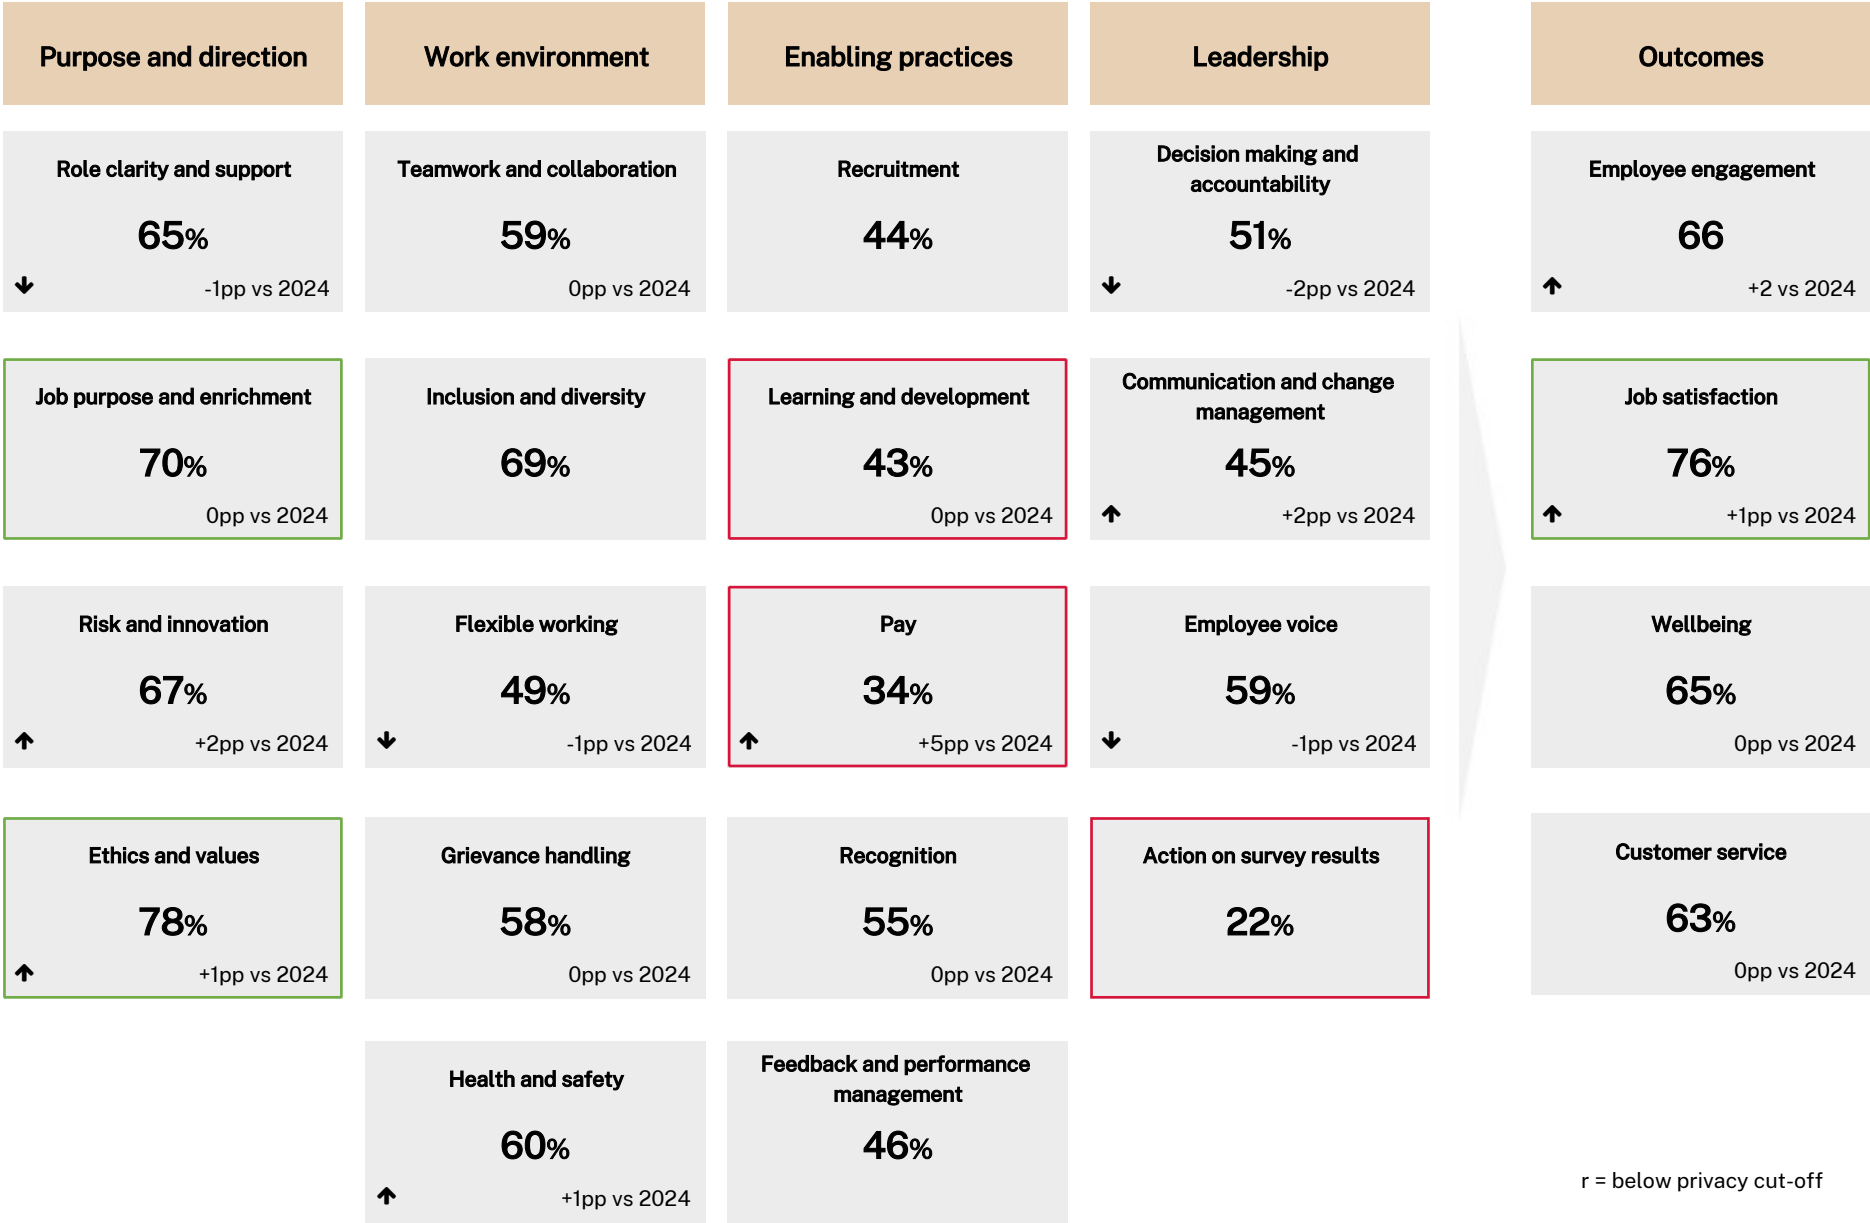 Purpose and direction
Work environment
Enabling practices
Leadership
Outcomes
Role clarity and support
65%
-1pp vs 2024
Teamwork and collaboration
59%
0pp vs 2024
Recruitment
44%
Decision making and
accountability
51%
-2pp vs 2024
Employee engagement
66
+2 vs 2024
Job purpose and enrichment
70%
0pp vs 2024
Inclusion and diversity
69%
Learning and development
43%
0pp vs 2024
Communication and change
management
45%
+2pp vs 2024
Job satisfaction
76%
+1pp vs 2024
Risk and innovation
67%
+2pp vs 2024
Flexible working
49%
-1pp vs 2024
Pay
34%
+5pp vs 2024
Employee voice
59%
-1pp vs 2024
Wellbeing
65%
0pp vs 2024
Ethics and values
78%
+1pp vs 2024
Grievance handling
58%
0pp vs 2024
Recognition
55%
0pp vs 2024
Action on survey results
22%
Customer service
63%
0pp vs 2024
Health and safety
60%
+1pp vs 2024
Feedback and performance
management
46%
r = below privacy cut-off